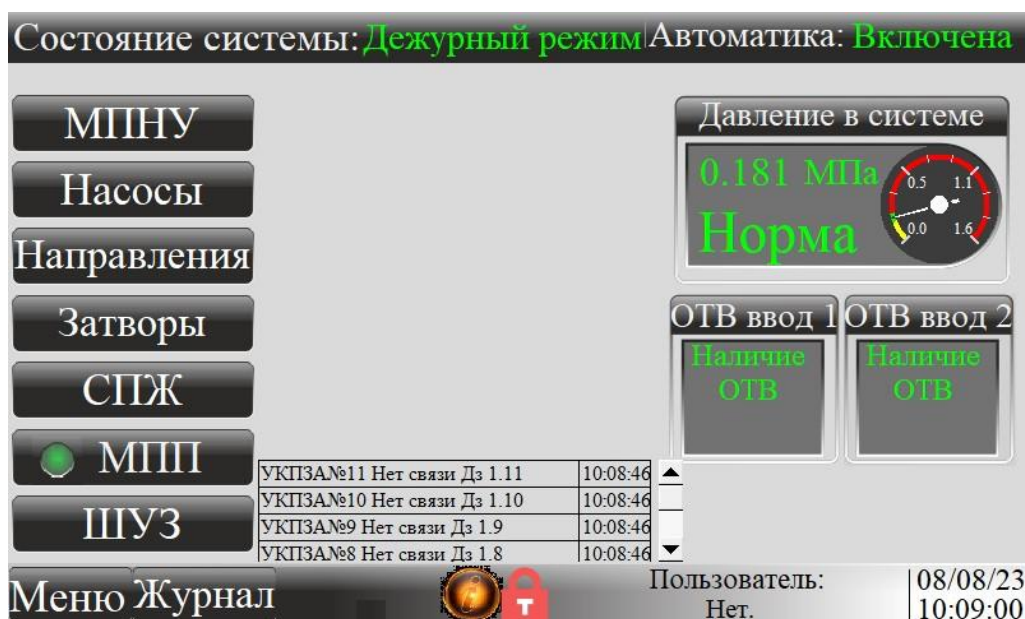 Состояние системы: Дежурный режим Автоматика: Включена
МПНУ
Насосы
Направления
Затворы
СПЖ
МПП
ШУЗ
Давление в системе
0.181 МПа
Норма
0.5 1.1
0.0 1.6
ОТВ ввод 1
Наличие
ОТВ
ОТВ ввод 2
Наличие
ОТВ
УКПЗА№11 Нет связи Дз 1.11 10:08:46
УКПЗА№10 Нет связи Дз 1.10 10:08:46
УКПЗА№9 Нет связи Дз 1.9 10:08:46
УКПЗА№8 Нет связи Дз 1.8 10:08:46
Меню Журнал
i
T
Пользователь:
Нет.
08/08/23
10:09:00